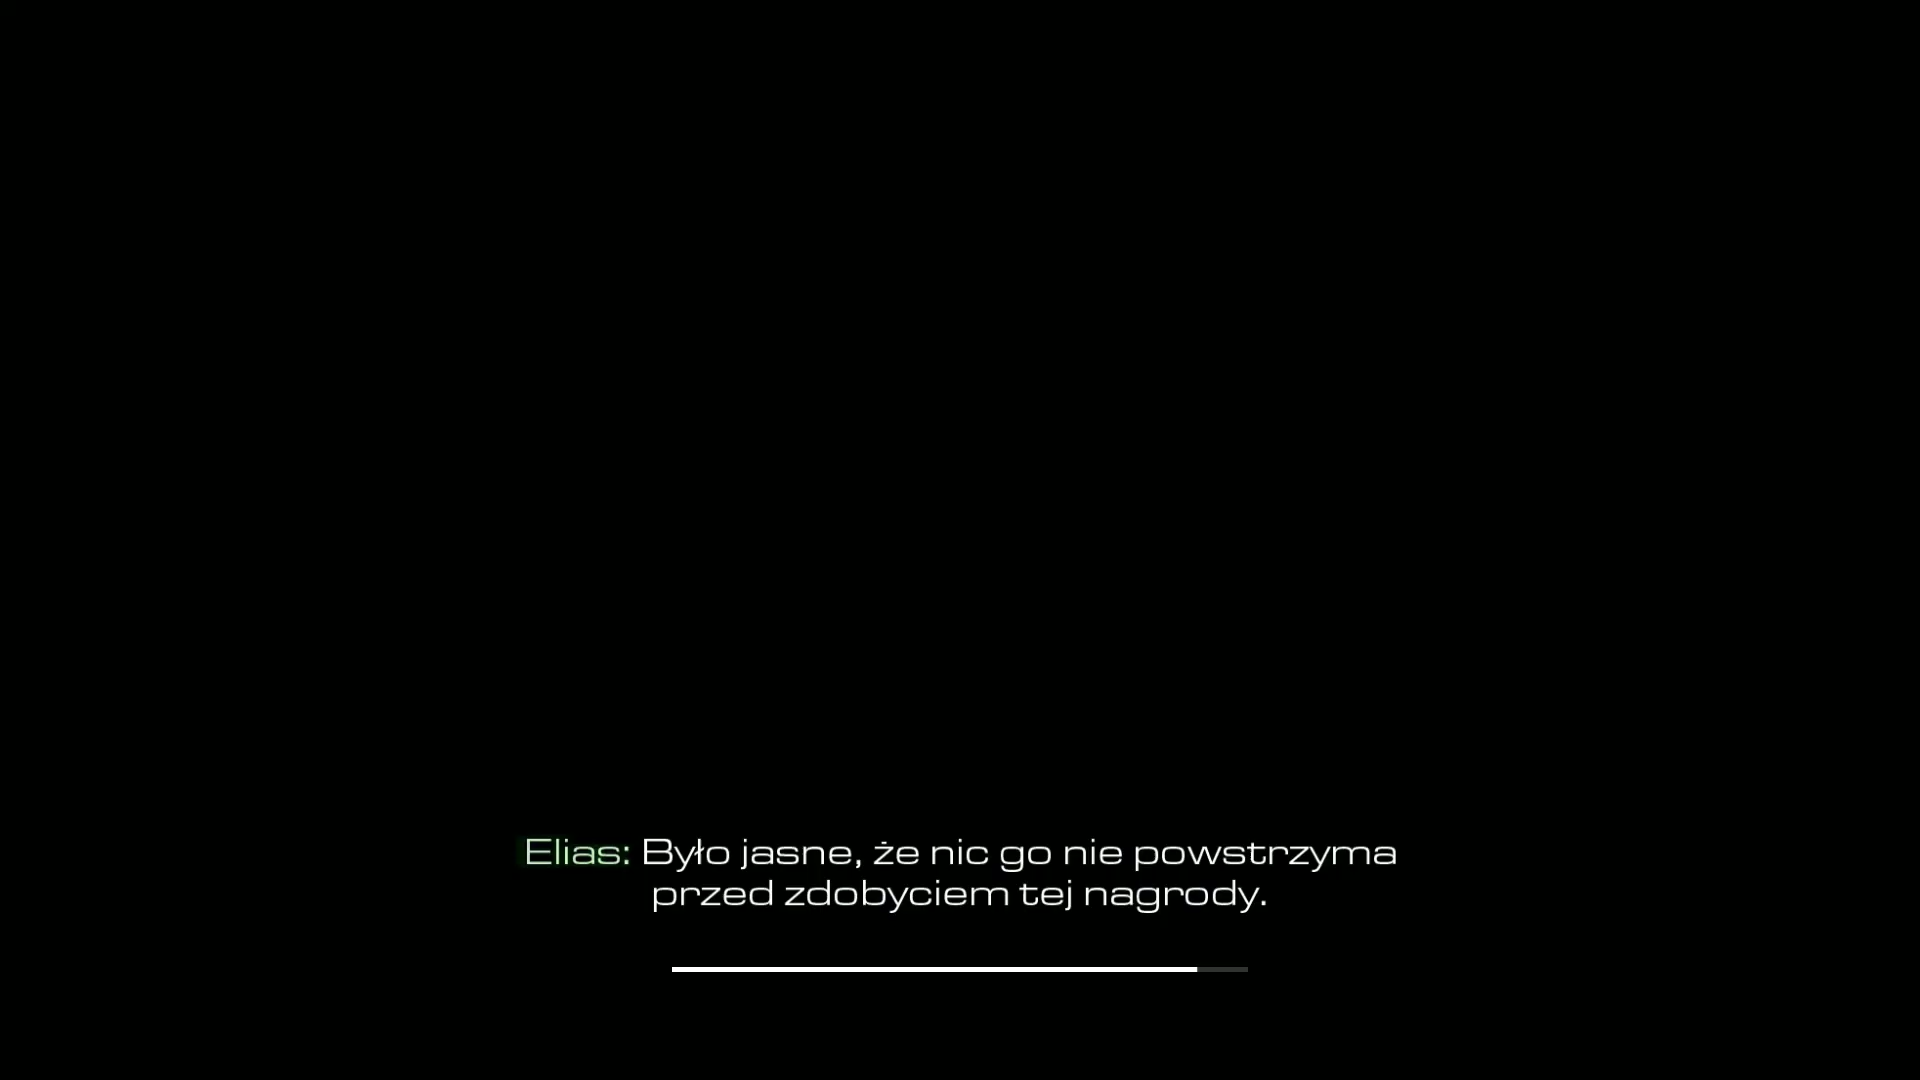 Elias: Było jasne, że nic go nie powstrzyma
przed zdobyciem tej nagrody.